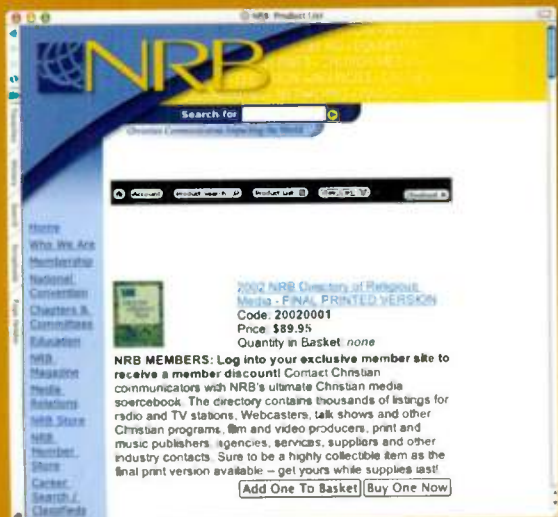 NRB Product List
NRB
Search for
Christian Communicators Impacting the World
Account
Product Search
Product List
Home
Who We Are
Membership
National
Convention
Chapters &
Committees
Education
NRB
Magazine
Media
Relations
NRB Store
NRB
Member
Store
Career
Search /
Classifieds
2002 NRB Directory of Religious
Media - FINAL PRINTED VERSION
Code: 20020001
Price: $89.95
Quantity in Basket: none
NRB MEMBERS: Log into your exclusive member site to
receive a member discount! Contact Christian
communicators with NRB's ultimate Christian media
sourcebook. The directory contains thousands of listings for
radio and TV stations, Webcasters, talk shows and other
Christian programs, film and video producers, print and
music publishers, agencies, services, suppliers and other
industry contacts. Sure to be a highly collectible item as the
final print version available – get yours while supplies last!
Add One To Basket Buy One Now